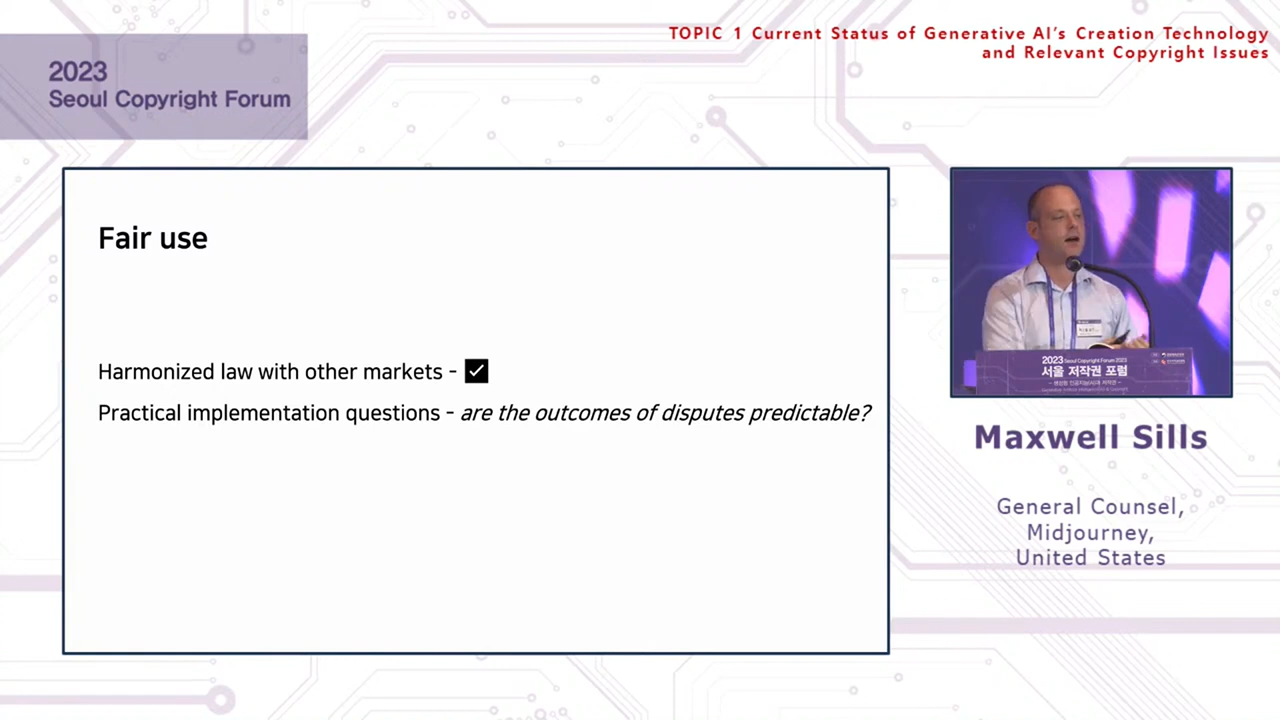 TOPIC 1 Current Status of Generative AI's Creation Technology
and Relevant Copyright Issues
2023
Seoul Copyright Forum
Fair use
Harmonized law with other markets - ☑
Practical implementation questions - are the outcomes of disputes predictable?
2023 Seoul Copyright Forum 2023
서울 저작권 포럼
Maxwell Sills
General Counsel,
Midjourney,
United States